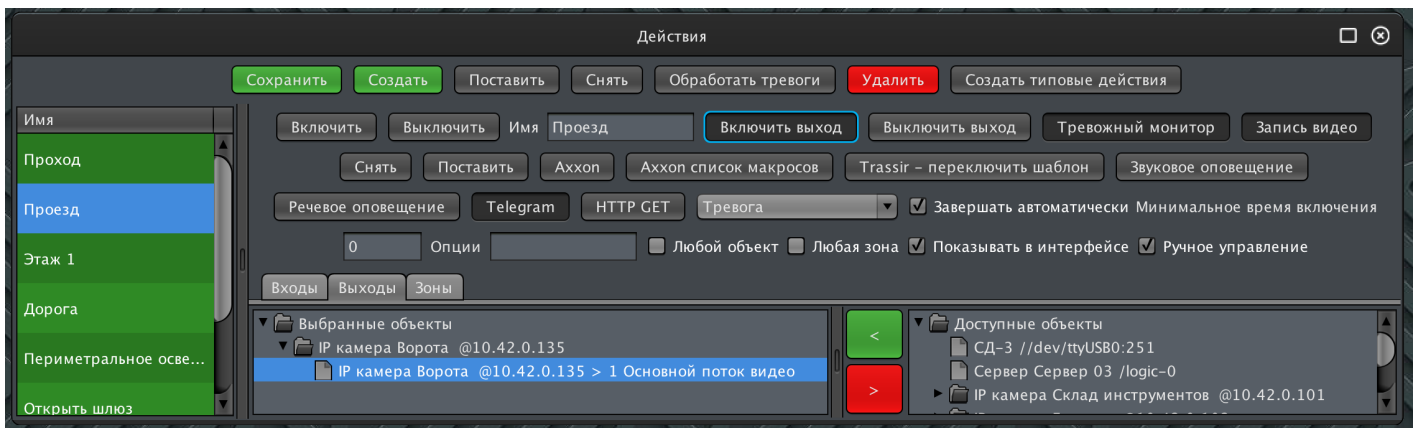 Действия
Сохранить Создать Поставить Снять Обработать тревоги Удалить Создать типовые действия
Имя
Проход
Проезд
Этаж 1
Дорога
Периметральное осве...
Открыть шлюз
Включить Выключить Имя Проезд Включить выход Выключить выход Тревожный монитор Запись видео
Снять Поставить Axxon Axxon список макросов Trassir – переключить шаблон Звуковое оповещение
Речевое оповещение Telegram HTTP GET Тревога Завершать автоматически Минимальное время включения
0 Опции Любой объект Любая зона Показывать в интерфейсе Ручное управление
Входы Выходы Зоны
Выбранные объекты
IP камера Ворота @10.42.0.135
IP камера Ворота @10.42.0.135 > 1 Основной поток видео
<
>
Доступные объекты
СД-3 //dev/ttyUSB0:251
Сервер Сервер 03 /logic-0
IP камера Склад инструментов @10.42.0.101